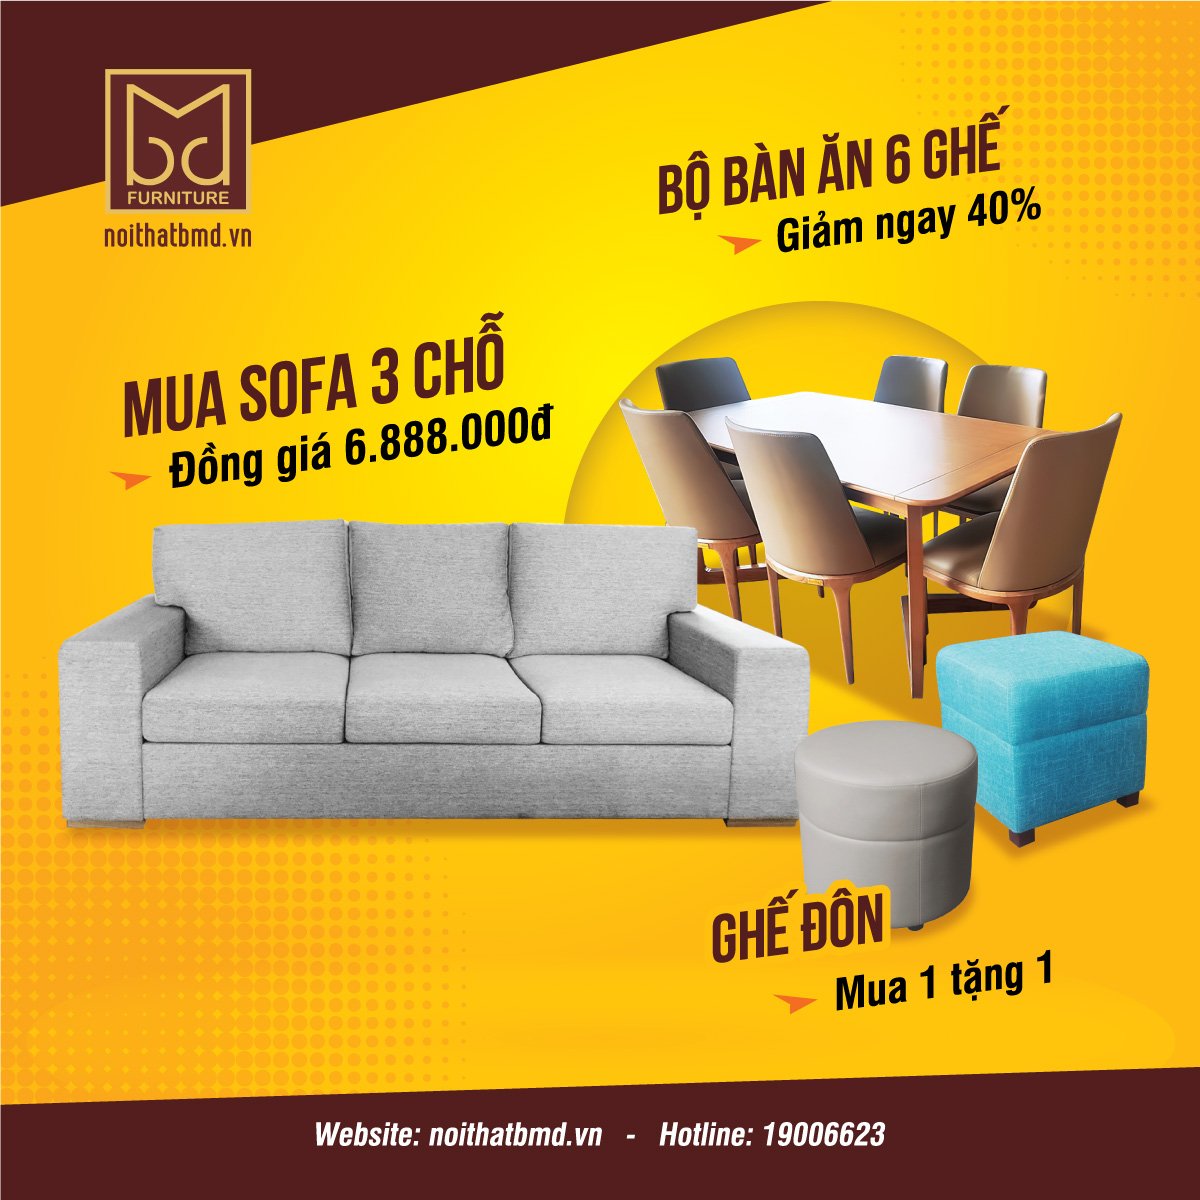 bd
FURNITURE
noithatbmd.vn
BỘ BÀN ĂN 6 GHẾ
Giảm ngay 40%
MUA SOFA 3 CHỖ
Đồng giá 6.888.000đ
GHẾ ĐÔN
Mua 1 tặng 1
Website: noithatbmd.vn - Hotline: 19006623